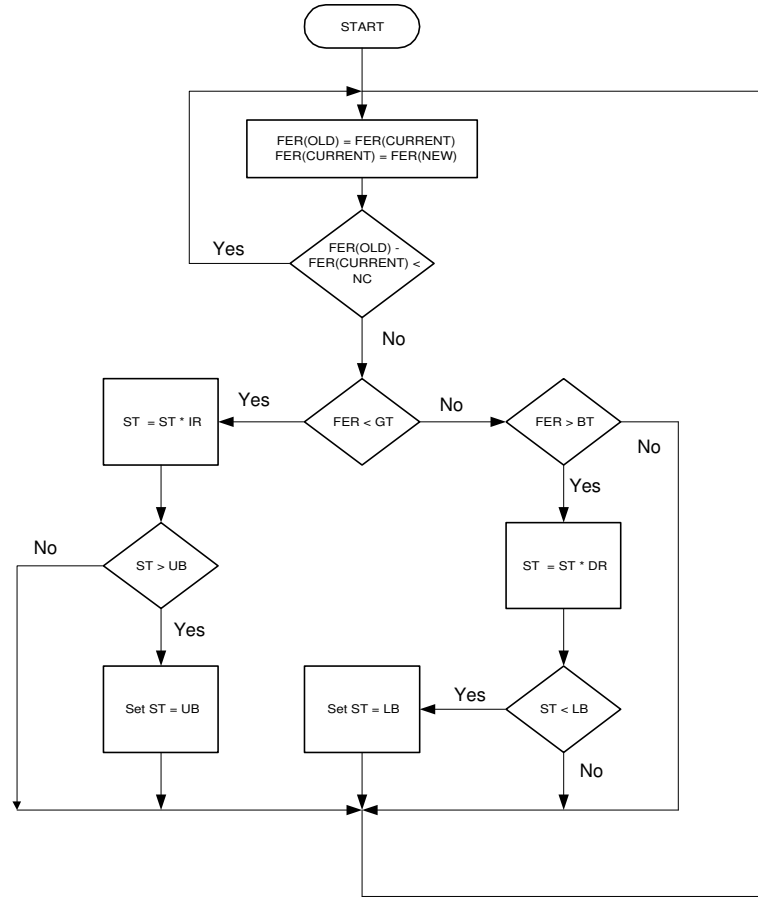 START
FER(OLD) = FER(CURRENT)
FER(CURRENT) = FER(NEW)
Yes
FER(OLD) -
FER(CURRENT) <
NC
No
ST = ST * IR
Yes
FER < GT
No
FER > BT
No
Yes
No
ST > UB
ST = ST * DR
Yes
Set ST = UB
Set ST = LB
Yes
ST < LB
No